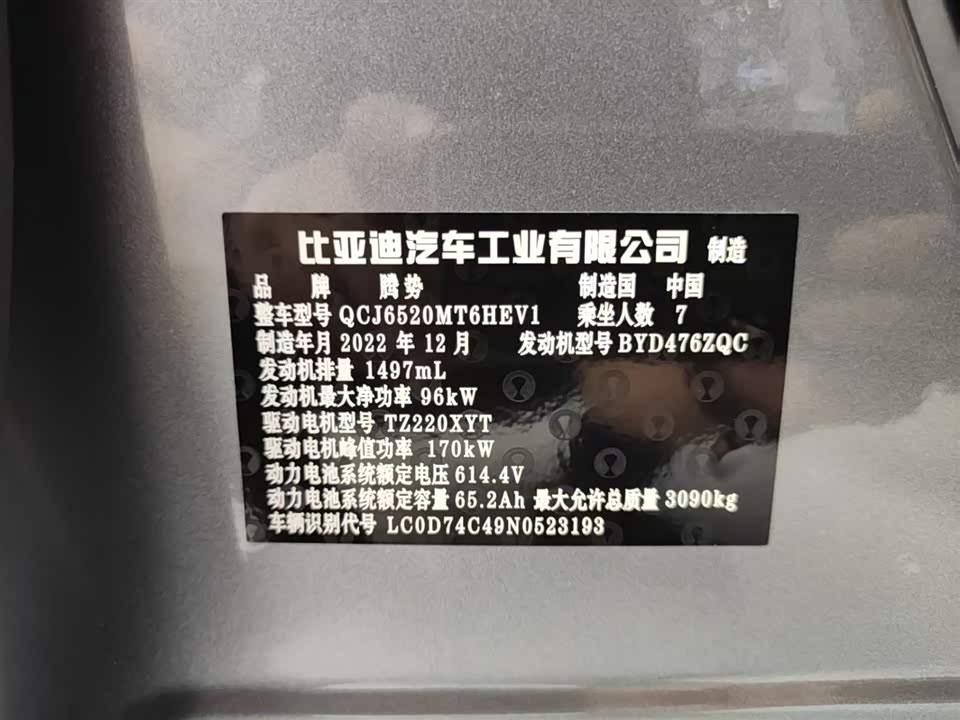 比亚迪汽车工业有限公司 制造
品 牌 腾势 制造国 中国
整车型号 QCJ6520MT6HEV1 乘坐人数 7
制造年月 2022 年 12 月 发动机型号 BYD476ZQC
发动机排量 1497mL
发动机最大净功率 96kW
驱动电机型号 TZ220XYT
驱动电机峰值功率 170kW
动力电池系统额定电压 614.4V
动力电池系统额定容量 65.2Ah 最大允许总质量 3090kg
车辆识别代号 LC0D74C49N0523193